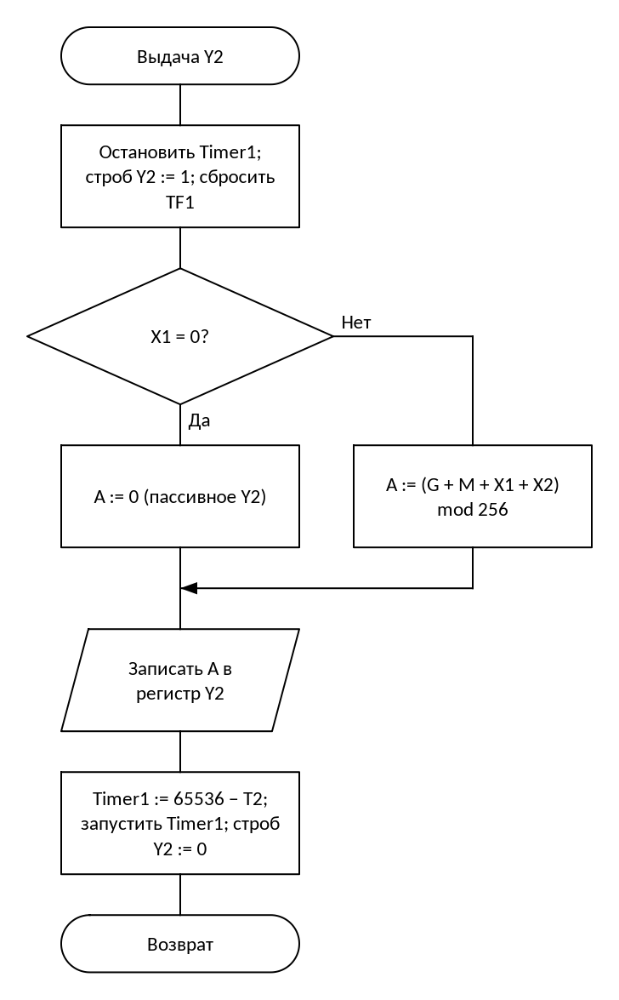 Выдача Y2
Остановить Timer1;
строб Y2 := 1; сбросить
TF1
X1 = 0?
Нет
Да
A := 0 (пассивное Y2)
A := (G + M + X1 + X2)
mod 256
Записать A в
регистр Y2
Timer1 := 65536 – T2;
запустить Timer1; строб
Y2 := 0
Возврат